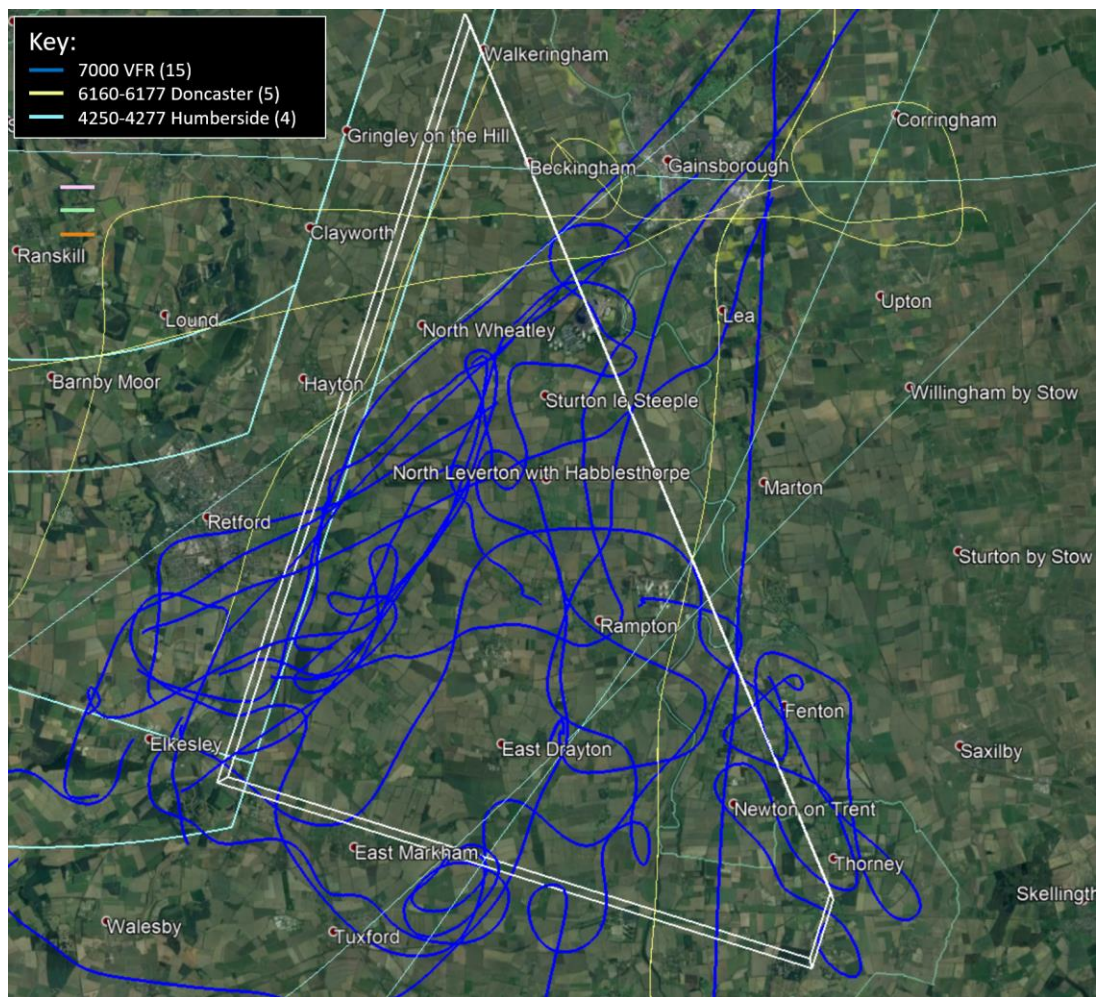 Key:
7000 VFR (15)
6160-6177 Doncaster (5)
4250-4277 Humberside (4)
Walkeringham
Corringham
Gringley on the Hill
Beckingham
Gainsborough
Clayworth
Ranskill
Upton
Lound
Lea
North Wheatley
Barnby Moor
Hayton
Willingham by Stow
Sturton le Steeple
North Leverton with Habblesthorpe
Marton
Retford
Sturton by Stow
Rampton
Fenton
Elkesley
East Drayton
Saxilby
Newton on Trent
East Markham
Thorney
Skellingth
Walesby
Tuxford